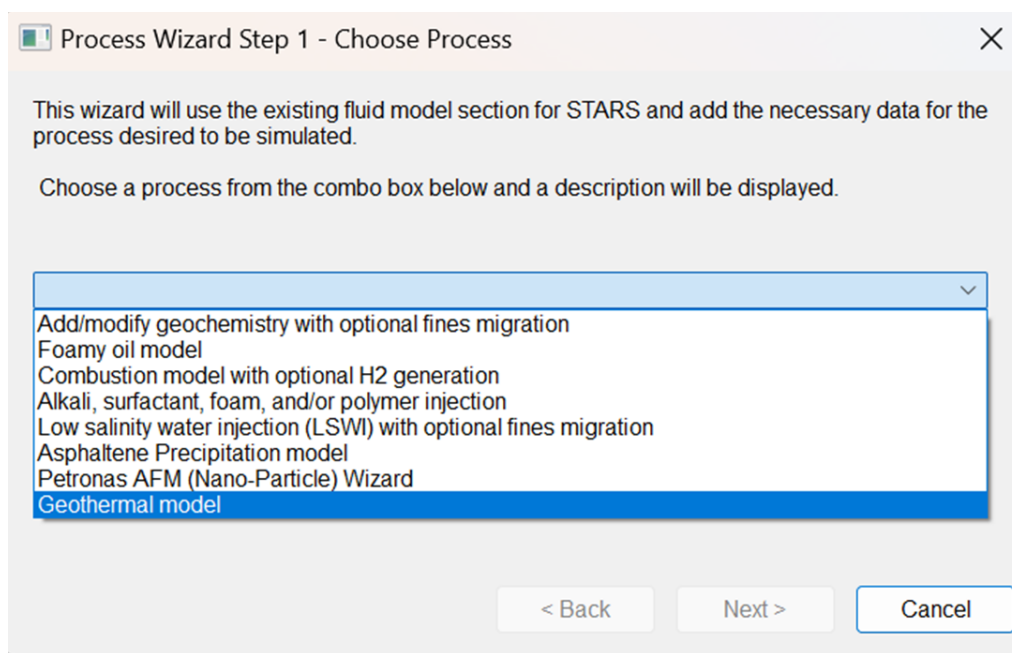 Process Wizard Step 1 - Choose Process
This wizard will use the existing fluid model section for STARS and add the necessary data for the
process desired to be simulated.
Choose a process from the combo box below and a description will be displayed.
Add/modify geochemistry with optional fines migration
Foamy oil model
Combustion model with optional H2 generation
Alkali, surfactant, foam, and/or polymer injection
Low salinity water injection (LSWI) with optional fines migration
Asphaltene Precipitation model
Petronas AFM (Nano-Particle) Wizard
Geothermal model
< Back Next > Cancel